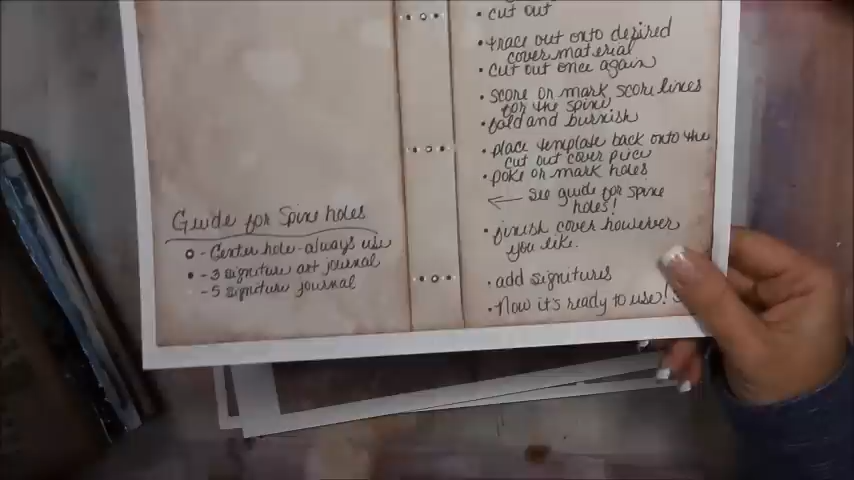 Guide for Spine holes
- Center hole - always use
- 3 signiture art journal
- 5 signiture journal
• cut out
• trace out onto desired
cover material
• cut out once again
• score or mark score lines
for the spine
• fold and burnish
• place template back onto the
cut out cover piece
• poke or mark holes
← See guide for spine
holes!
• finish cover however
you like.
• add signitures
• Now it's ready to use!